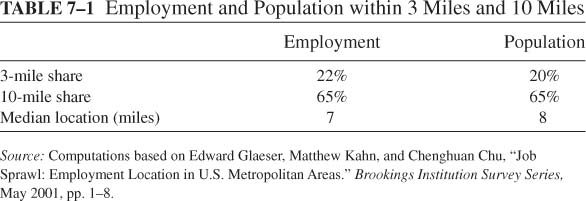 TABLE 7–1 Employment and Population within 3 Miles and 10 Miles
Employment Population
3-mile share 22% 20%
10-mile share 65% 65%
Median location (miles) 7 8
Source: Computations based on Edward Glaeser, Matthew Kahn, and Chenghuan Chu, “Job
Sprawl: Employment Location in U.S. Metropolitan Areas.” Brookings Institution Survey Series,
May 2001, pp. 1–8.